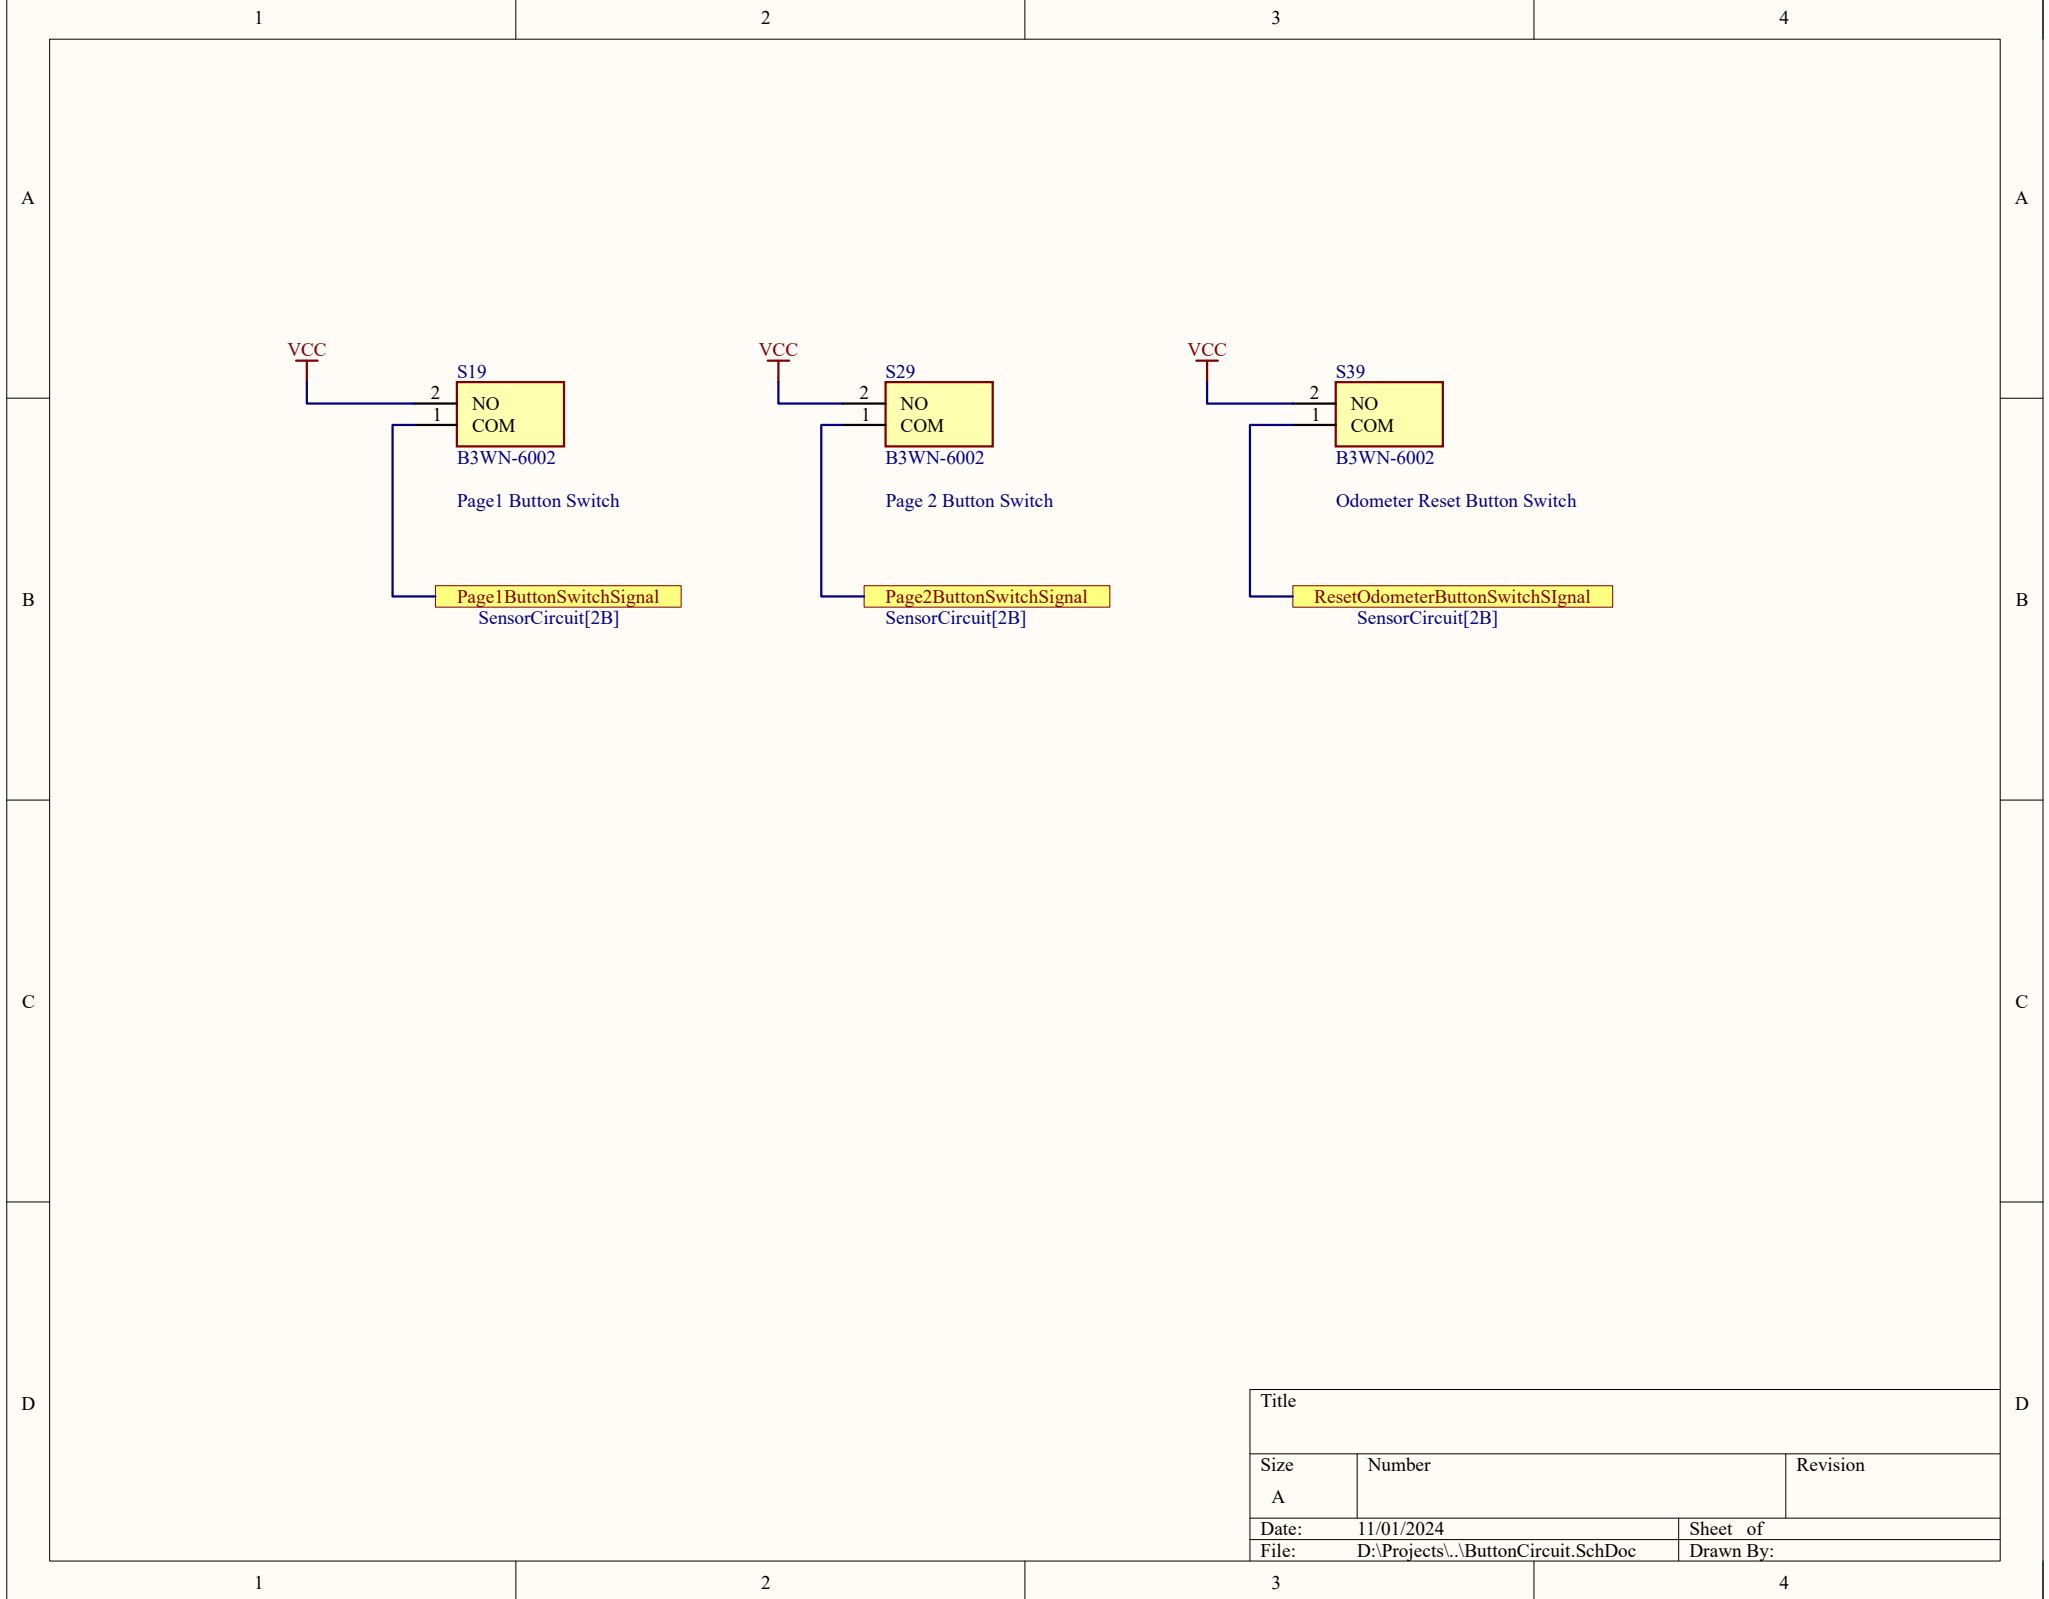 1 2 3 4
A A
VCC VCC VCC
S19 S29 S39
2 NO 2 NO 2 NO
1 COM 1 COM 1 COM
B3WN-6002 B3WN-6002 B3WN-6002
Page1 Button Switch Page 2 Button Switch Odometer Reset Button Switch
B Page1ButtonSwitchSignal Page2ButtonSwitchSignal ResetOdometerButtonSwitchSIgnal B
SensorCircuit[2B] SensorCircuit[2B] SensorCircuit[2B]
C C
D D
Title
Size Number Revision
A
Date: 11/01/2024 Sheet of
File: D:\Projects\..\ButtonCircuit.SchDoc Drawn By:
1 2 3 4